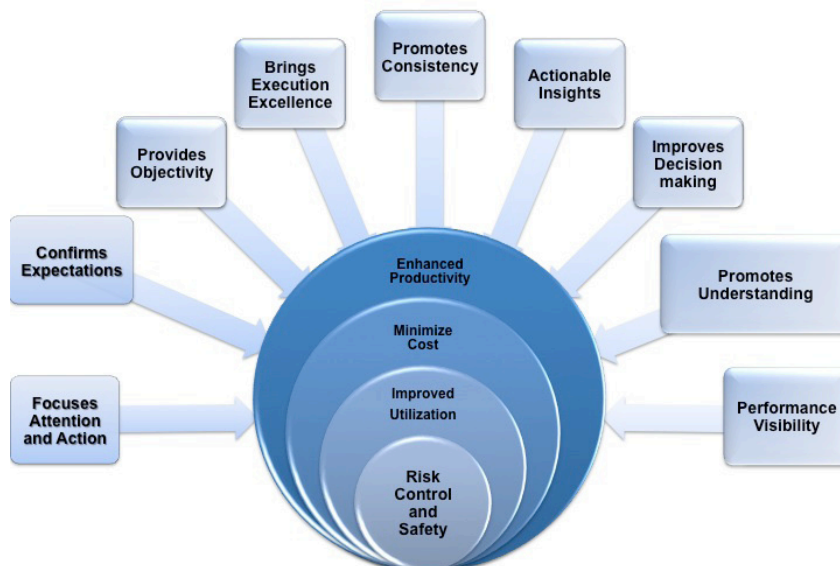 Promotes
Consistency
Brings
Execution
Excellence
Actionable
Insights
Provides
Objectivity
Improves
Decision
making
Confirms
Expectations
Promotes
Understanding
Focuses
Attention
and Action
Performance
Visibility
Enhanced
Productivity
Minimize
Cost
Improved
Utilization
Risk
Control
and
Safety